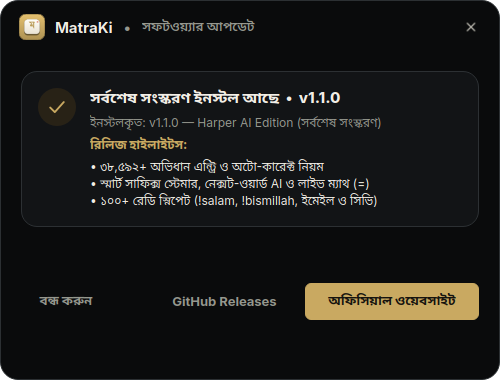 ম
MatraKi • সফটওয়্যার আপডেট
সর্বশেষ সংস্করণ ইনস্টল আছে • v1.1.0
ইনস্টলকৃত: v1.1.0 — Harper AI Edition (সর্বশেষ সংস্করণ)
রিলিজ হাইলাইটস:
• ৩৮,৫৯২+ অভিধান এন্ট্রি ও অটো-কারেক্ট নিয়ম
• স্মার্ট সাফিক্স স্টেমার, নেক্সট-ওয়ার্ড AI ও লাইভ ম্যাথ (=)
• ১০০+ রেডি স্নিপেট (!salam, !bismillah, ইমেইল ও সিভি)
বন্ধ করুন
GitHub Releases
অফিসিয়াল ওয়েবসাইট